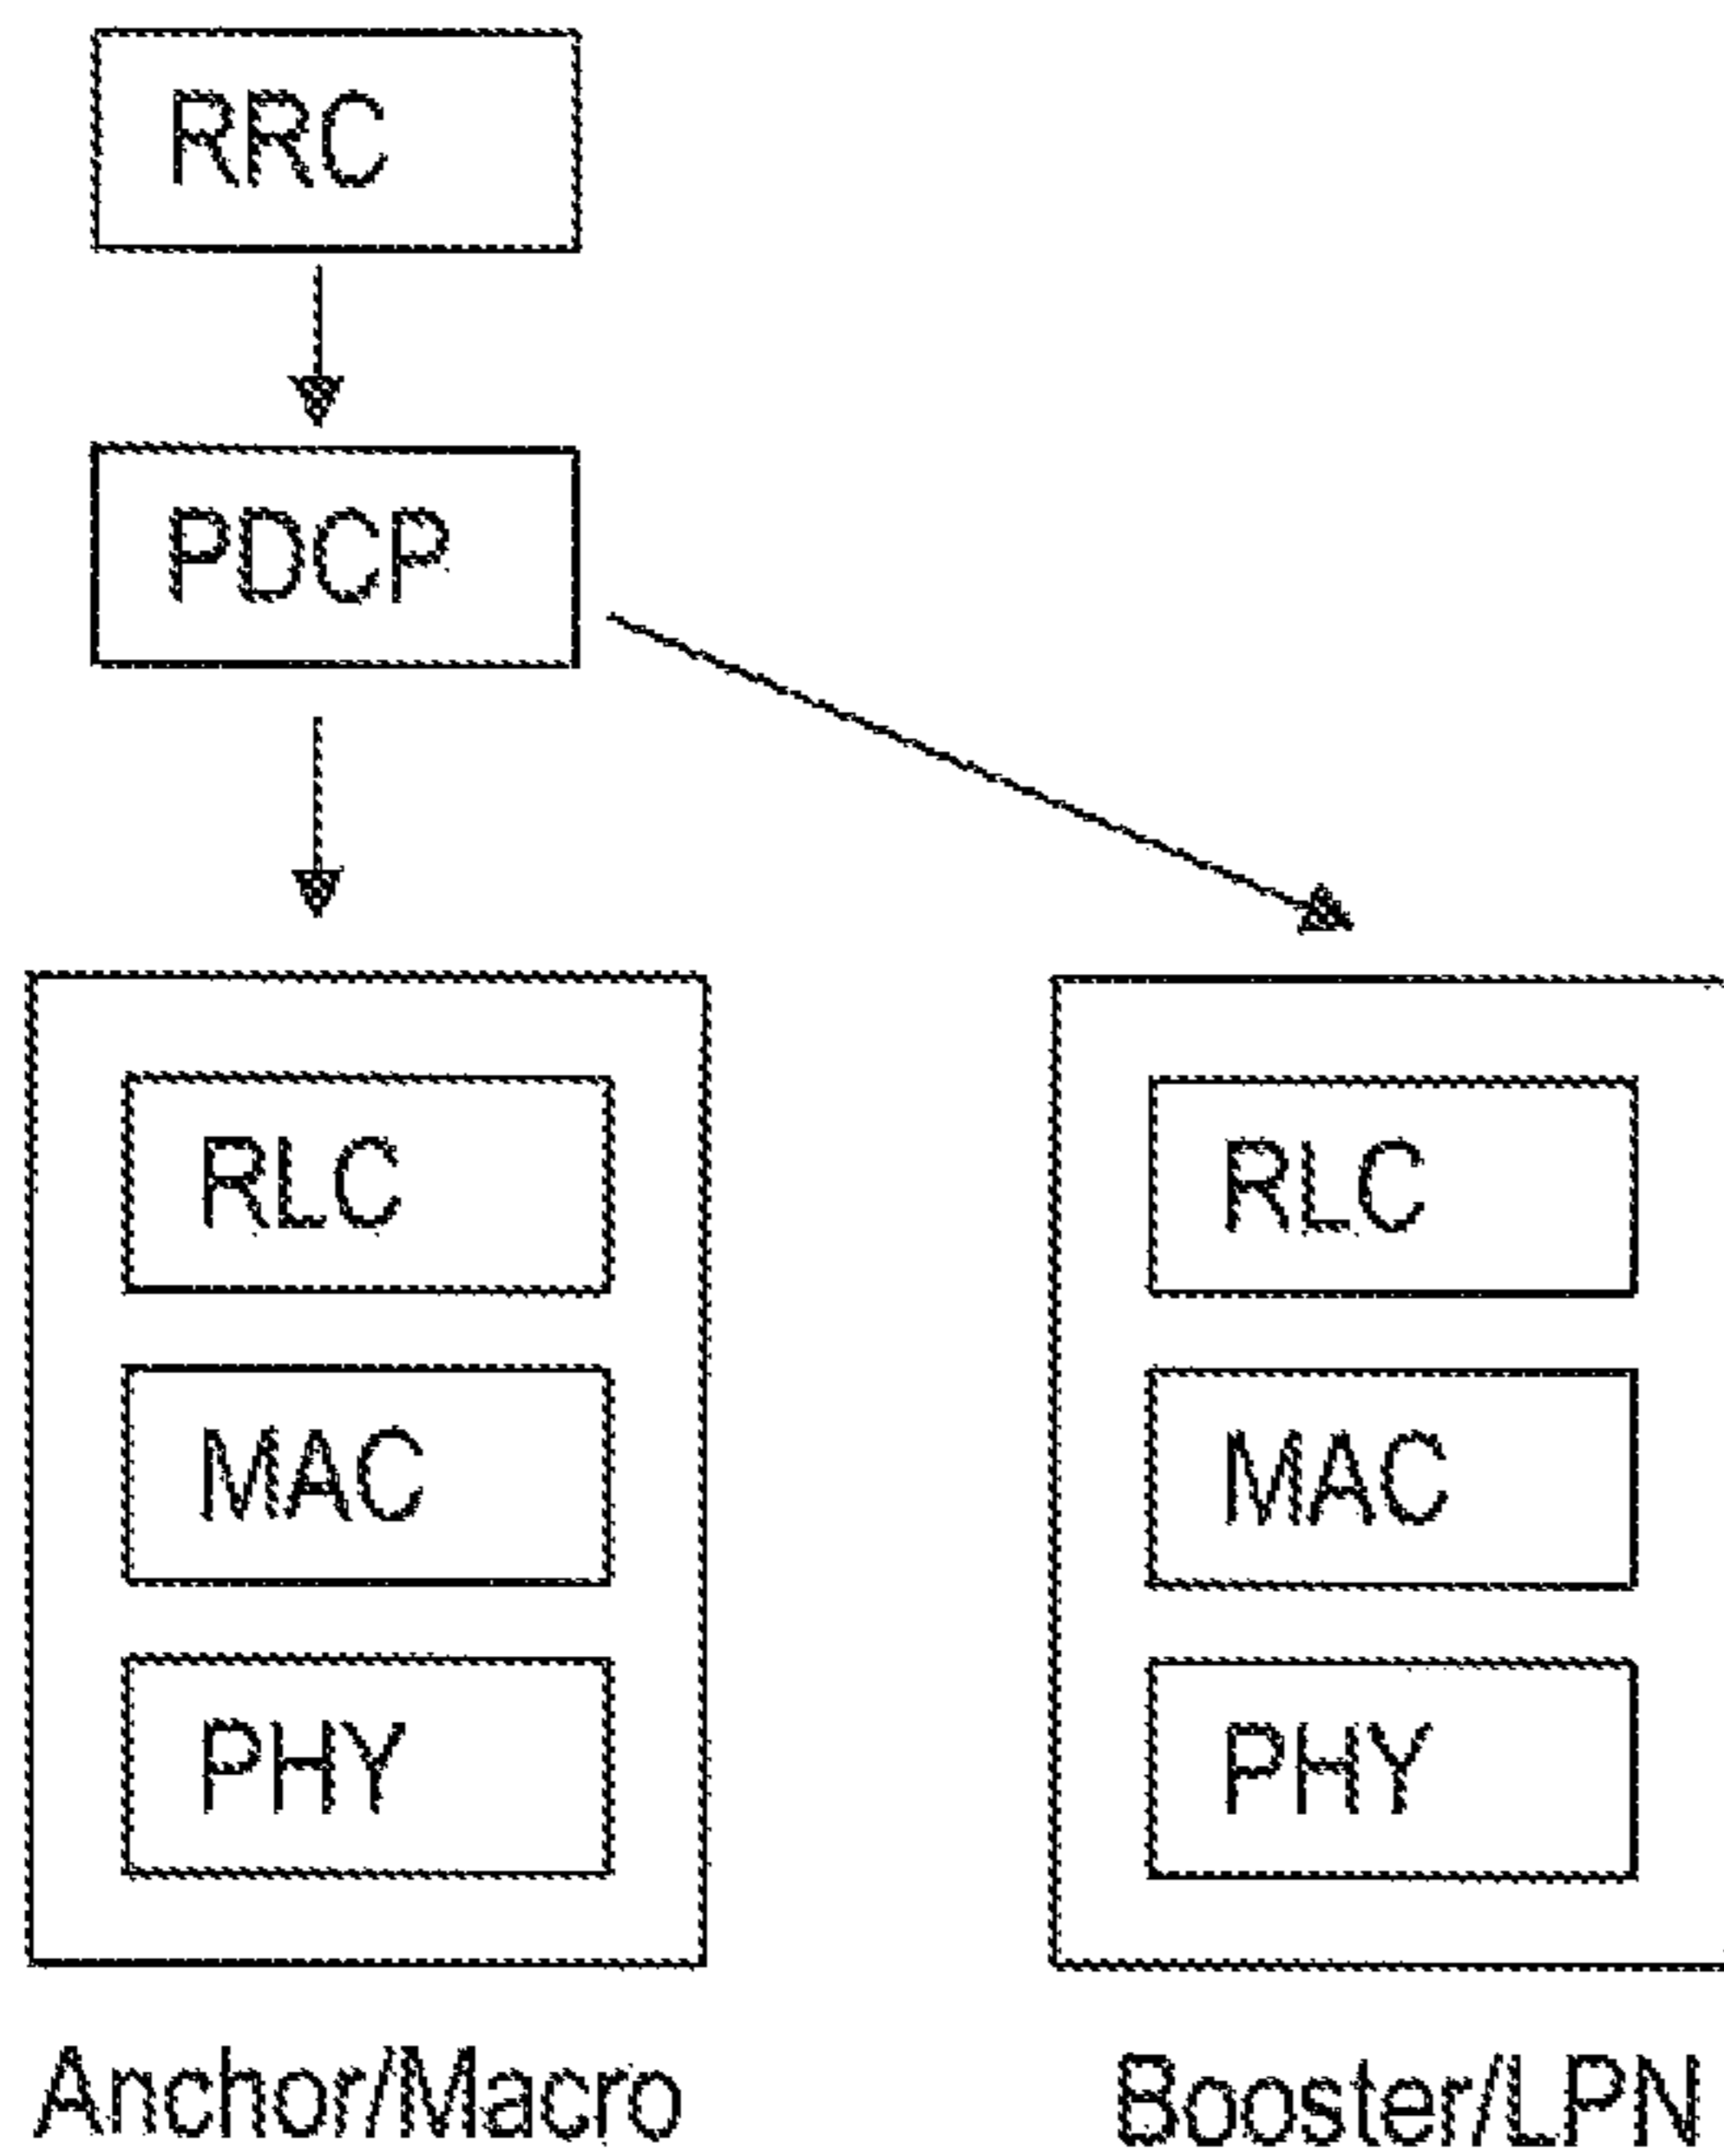 RRC
PDCP
RLC
MAC
PHY
Anchor/Macro
RLC
MAC
PHY
Booster/LPN